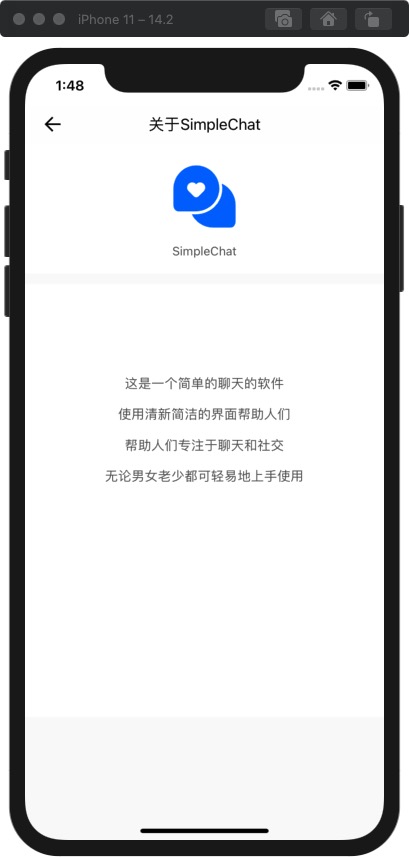 iPhone 11 – 14.2
1:48
关于SimpleChat
SimpleChat
这是一个简单的聊天的软件
使用清新简洁的界面帮助人们
帮助人们专注于聊天和社交
无论男女老少都可轻易地上手使用